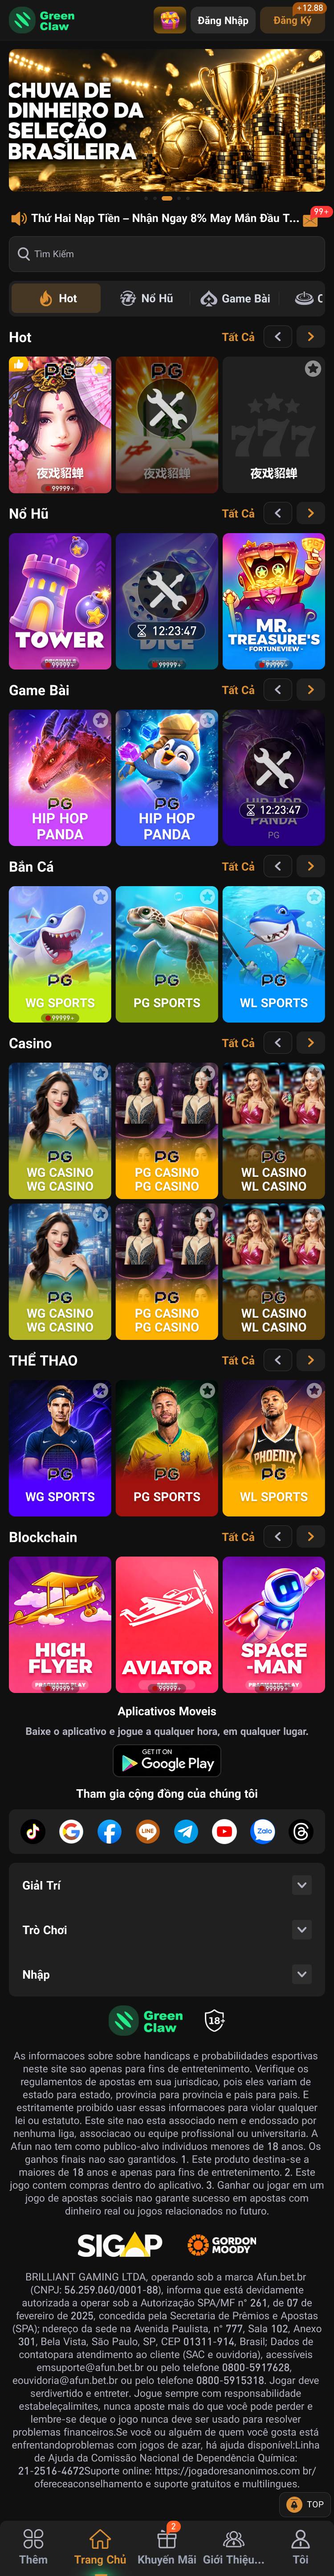 Green
Claw
Đăng Nhập
+12.88
Đăng Ký
CHUVA DE
DINHEIRO DA
SELEÇÃO
BRASILEIRA
Thứ Hai Nạp Tiền – Nhận Ngay 8% May Mắn Đầu T...
99+
Tìm Kiếm
Hot
Nổ Hũ
Game Bài
Hot
Tất Cả
PG
夜戏貂蝉
99999+
PG
夜戏貂蝉
777
夜戏貂蝉
Nổ Hũ
Tất Cả
TOWER
99999+
12:23:47
DICE
99999+
MR.
TREASURE'S
FORTUNEVIEW
99999+
Game Bài
Tất Cả
PG
HIP HOP
PANDA
PG
HIP HOP
PANDA
12:23:47
HIP HOP
PANDA
PG
Bắn Cá
Tất Cả
PG
WG SPORTS
99999+
PG
PG SPORTS
PG
WL SPORTS
Casino
Tất Cả
PG
WG CASINO
WG CASINO
PG
PG CASINO
PG CASINO
PG
WL CASINO
WL CASINO
PG
WG CASINO
WG CASINO
PG
PG CASINO
PG CASINO
PG
WL CASINO
WL CASINO
THỂ THAO
Tất Cả
PG
WG SPORTS
PG
PG SPORTS
PHOENIX
PG
WL SPORTS
Blockchain
Tất Cả
HIGH
FLYER
99999+
AVIATOR
99999+
SPACE
-MAN
99999+
Aplicativos Moveis
Baixe o aplicativo e jogue a qualquer hora, em qualquer lugar.
GET IT ON
Google Play
Tham gia cộng đồng của chúng tôi
LINE
Zalo
Giải Trí
Trò Chơi
Nhập
Green
Claw
18+
As informacoes sobre sobre handicaps e probabilidades esportivas
neste site sao apenas para fins de entretenimento. Verifique os
regulamentos de apostas em sua jurisdicao, pois eles variam de
estado para estado, provincia para provincia e pais para pais. E
estritamente proibido uasr essas informacoes para violar qualquer
lei ou estatuto. Este site nao esta associado nem e endossado por
nenhuma liga, associacao ou equipe profissional ou universitaria. A
Afun nao tem como publico-alvo individuos menores de 18 anos. Os
ganhos finais nao sao garantidos. 1. Este produto destina-se a
maiores de 18 anos e apenas para fins de entretenimento. 2. Este
jogo contem compras dentro do aplicativo. 3. Ganhar ou jogar em um
jogo de apostas sociais nao garante sucesso em apostas com
dinheiro real ou jogos relacionados no futuro.
SIGAP
GORDON
MOODY
BRILLIANT GAMING LTDA, operando sob a marca Afun.bet.br
(CNPJ: 56.259.060/0001-88), informa que está devidamente
autorizada a operar sob a Autorização SPA/MF n° 261, de 07 de
fevereiro de 2025, concedida pela Secretaria de Prêmios e Apostas
(SPA); ndereço da sede na Avenida Paulista, n° 777, Sala 102, Anexo
301, Bela Vista, São Paulo, SP, CEP 01311-914, Brasil; Dados de
contatopara atendimento ao cliente (SAC e ouvidoria), acessíveis
emsuporte@afun.bet.br ou pelo telefone 0800-5917628,
eouvidoria@afun.bet.br ou pelo telefone 0800-5915318. Jogar deve
serdivertido e entreter. Jogue sempre com responsabilidade
estabeleçalimites, nunca aposte mais do que você pode perder e
lembre-se deque o jogo nunca deve ser usado para resolver
problemas financeiros.Se você ou alguém de quem você gosta está
enfrentandoproblemas com jogos de azar, há ajuda disponível:Linha
de Ajuda da Comissão Nacional de Dependência Química:
21-2516-4672Suporte online: https://jogadoresanonimos.com br/
ofereceaconselhamento e suporte gratuitos e multilingues.
TOP
Thêm
Trang Chủ
2
Khuyến Mãi
Giới Thiệu...
Tôi